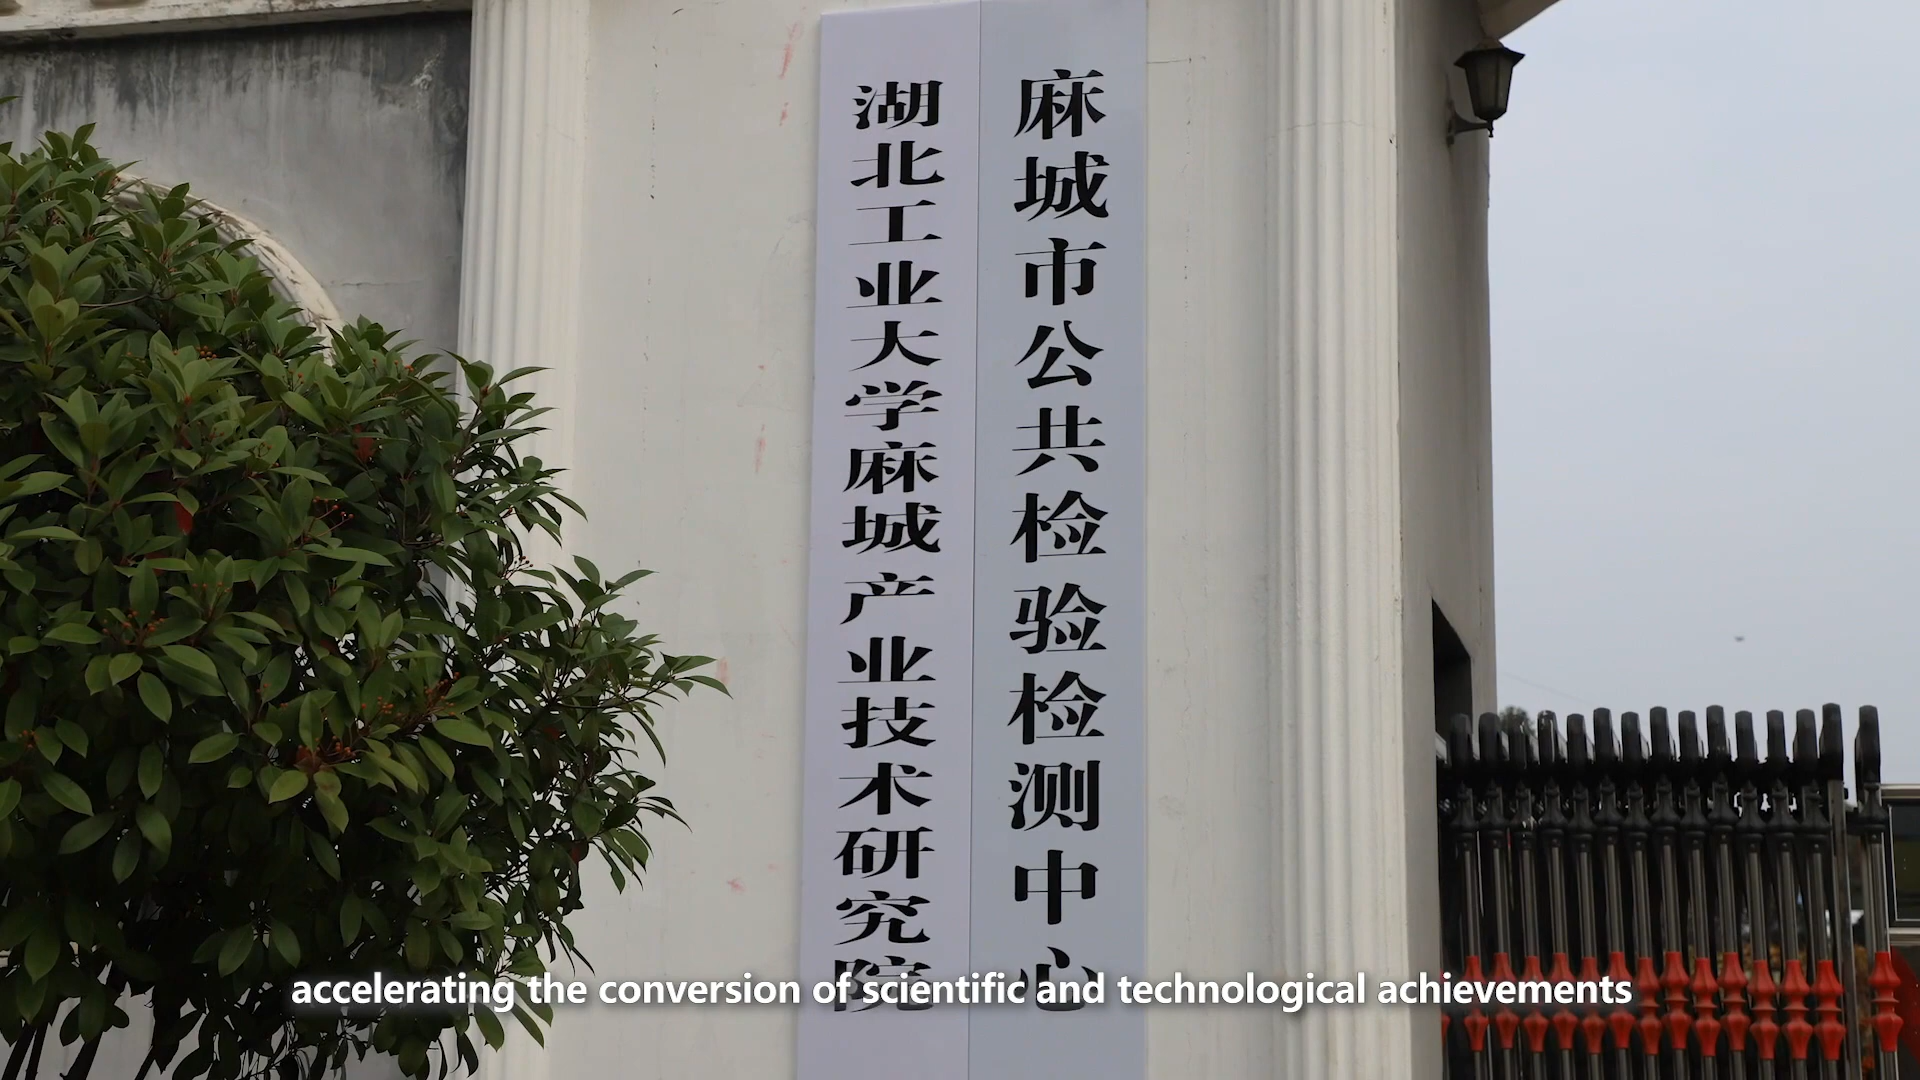 湖北工业大学麻城产业技术研究院
麻城市公共检验检测中心
accelerating the conversion of scientific and technological achievements